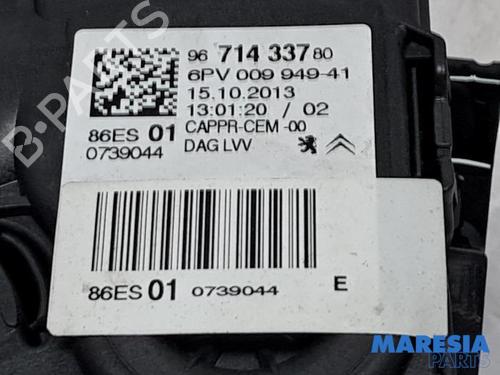 96 714 337 80
6PV 009 949-41
15.10.2013
13:01:20 / 02
86ES 01 CAPPR-CEM -00
0739044 DAG LVV
86ES 01 0739044 E
B-PARTS
MARESIA
PARTS